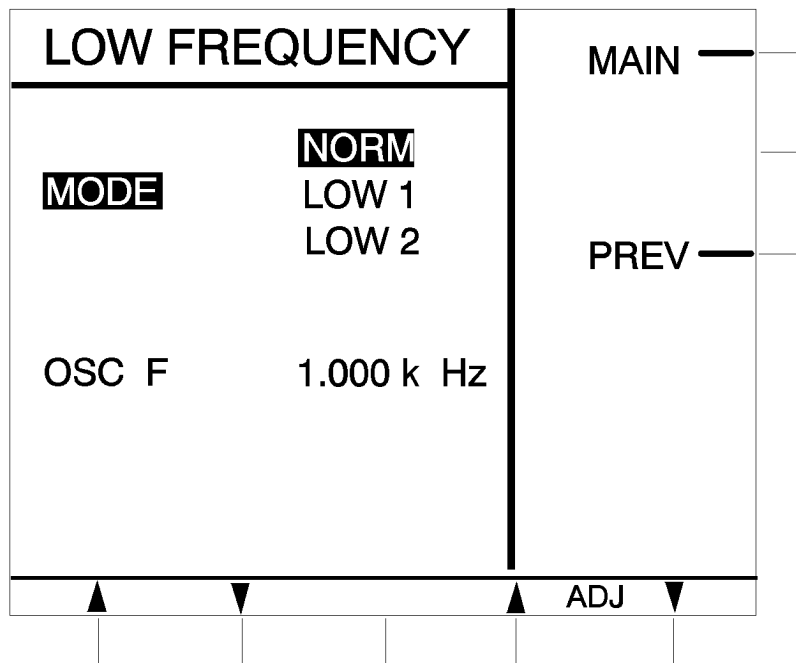 LOW FREQUENCY
MAIN
NORM
MODE
LOW 1
LOW 2
PREV
OSC F 1.000 k Hz
ADJ